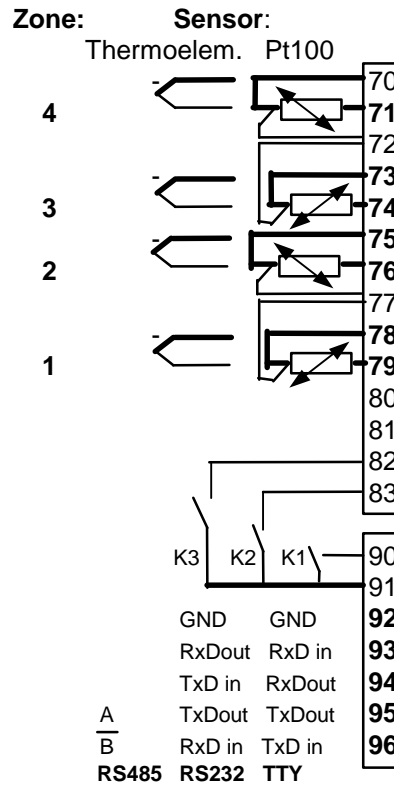 Zone: Sensor:
Thermoelem. Pt100
70
4 - 71
72
73
3 - 74
75
2 - 76
77
78
1 - 79
80
81
82
83
K3 K2 K1 90
91
GND GND 92
RxDout RxD in 93
TxD in RxDout 94
A TxDout TxDout 95
B RxD in TxD in 96
RS485 RS232 TTY